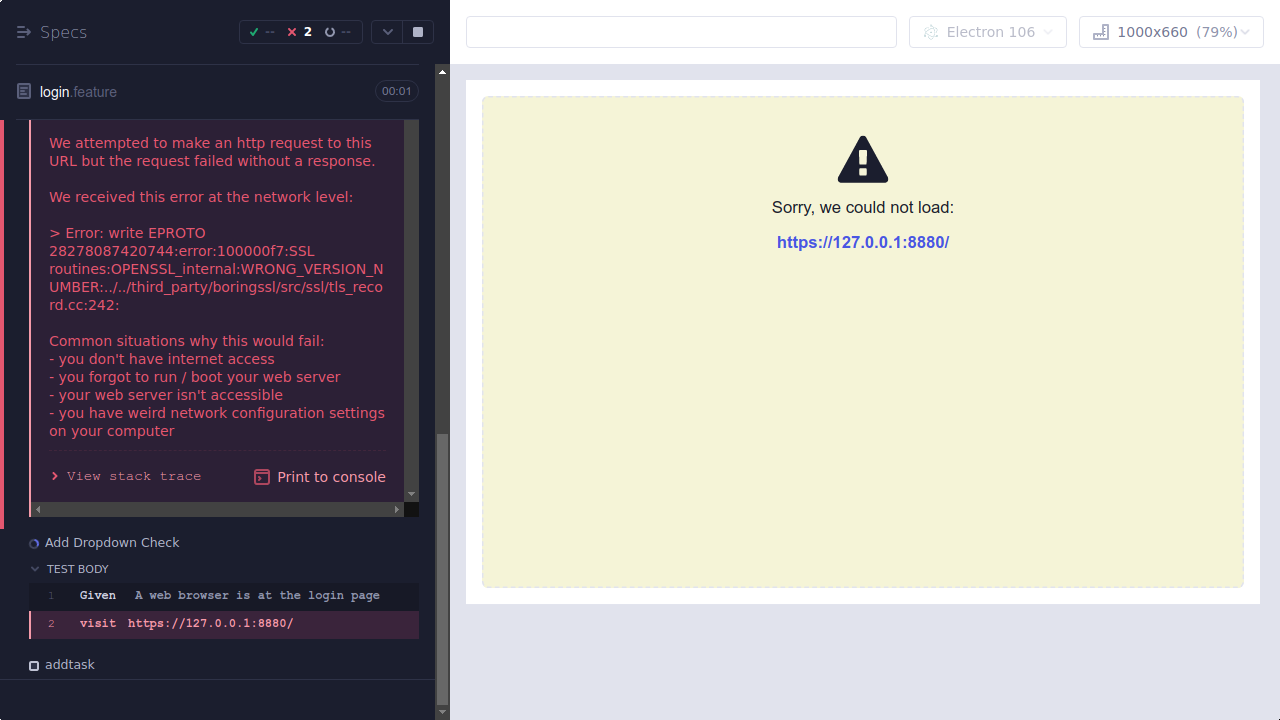 Specs
-- 2 --
Electron 106
1000x660 (79%)
login.feature
00:01
We attempted to make an http request to this
URL but the request failed without a response.
We received this error at the network level:
> Error: write EPROTO
28278087420744:error:100000f7:SSL
routines:OPENSSL_internal:WRONG_VERSION_N
UMBER:../../third_party/boringssl/src/ssl/tls_reco
rd.cc:242:
Common situations why this would fail:
- you don't have internet access
- you forgot to run / boot your web server
- your web server isn't accessible
- you have weird network configuration settings
on your computer
View stack trace
Print to console
Add Dropdown Check
TEST BODY
1 Given A web browser is at the login page
2 visit https://127.0.0.1:8880/
addtask
Sorry, we could not load:
https://127.0.0.1:8880/